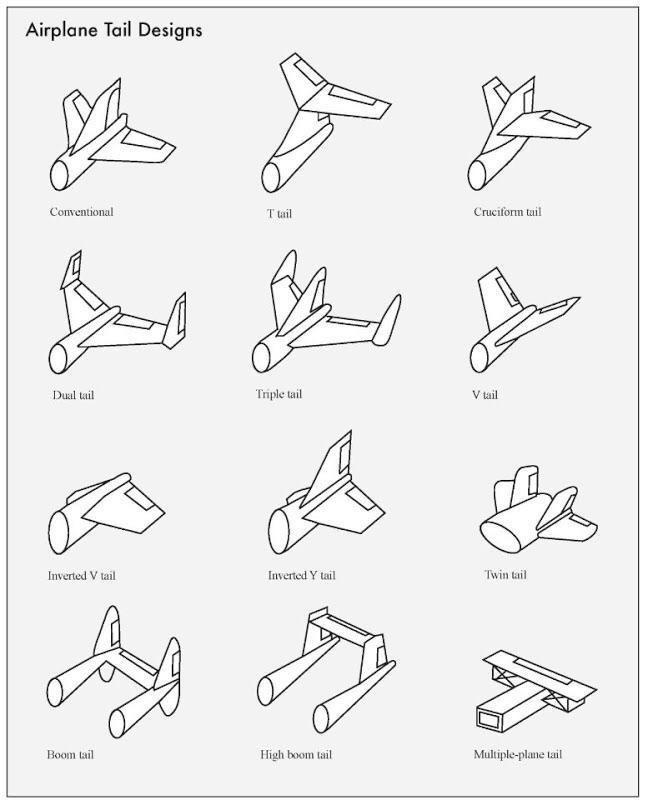 Airplane Tail Designs
Conventional
T tail
Cruciform tail
Dual tail
Triple tail
V tail
Inverted V tail
Inverted Y tail
Twin tail
Boom tail
High boom tail
Multiple-plane tail